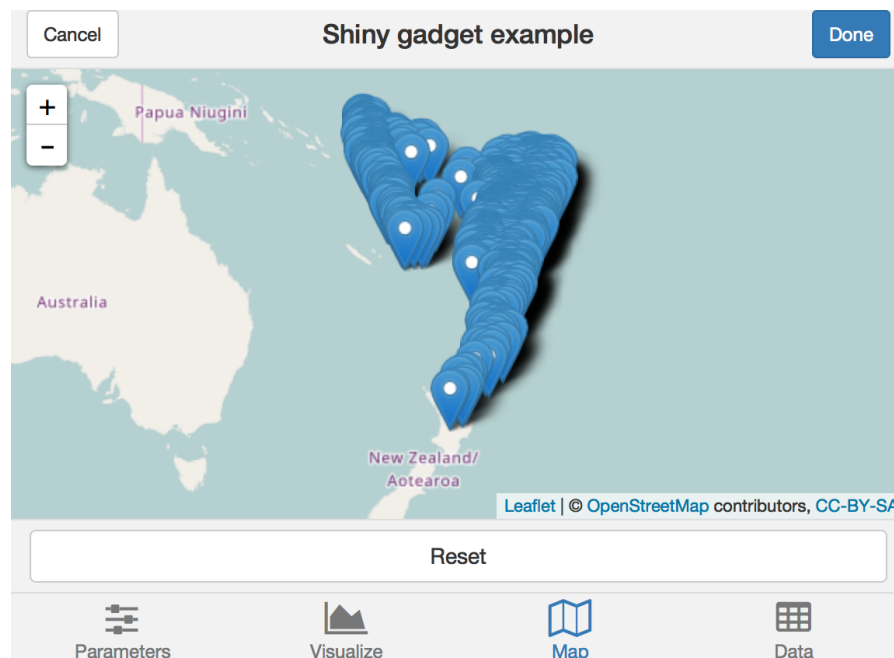 Cancel
Shiny gadget example
Done
+
−
Papua Niugini
Australia
New Zealand/
Aotearoa
Leaflet | © OpenStreetMap contributors, CC-BY-SA
Reset
Parameters
Visualize
Map
Data